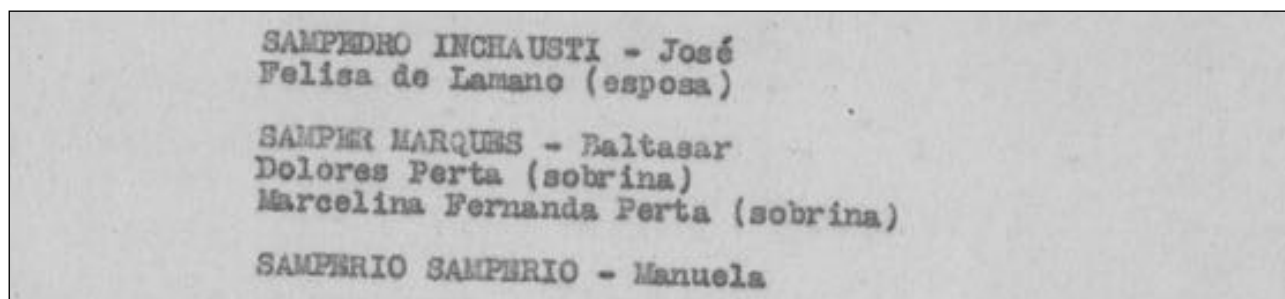 SAMPEDRO INCHAUSTI - José
Felisa de Lamano (esposa)
SAMPER MARQUES - Baltasar
Dolores Perta (sobrina)
Marcelina Fernanda Perta (sobrina)
SAMPERIO SAMPERIO - Manuela